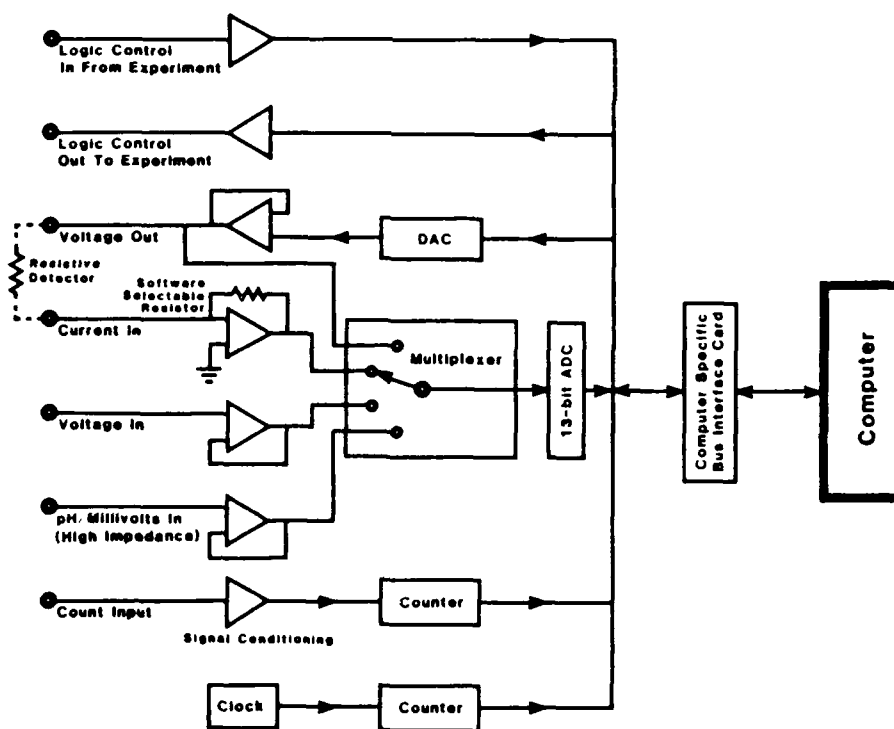 Logic Control
In From Experiment
Logic Control
Out To Experiment
Voltage Out
DAC
Resistive
Detector
Software
Selectable
Resistor
Current In
Multiplexer
13-bit ADC
Computer Specific
Bus Interface Card
Computer
Voltage In
pH/Millivolts In
(High Impedance)
Count Input
Signal Conditioning
Counter
Clock
Counter